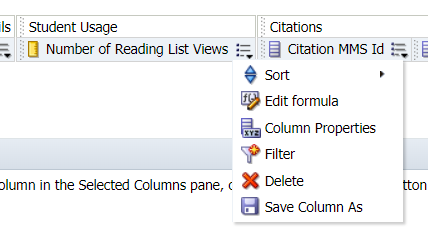 ls Student Usage Citations
Number of Reading List Views Citation MMS Id
Sort
Edit formula
Column Properties
Filter
olumn in the Selected Columns pane, tton
Delete
Save Column As